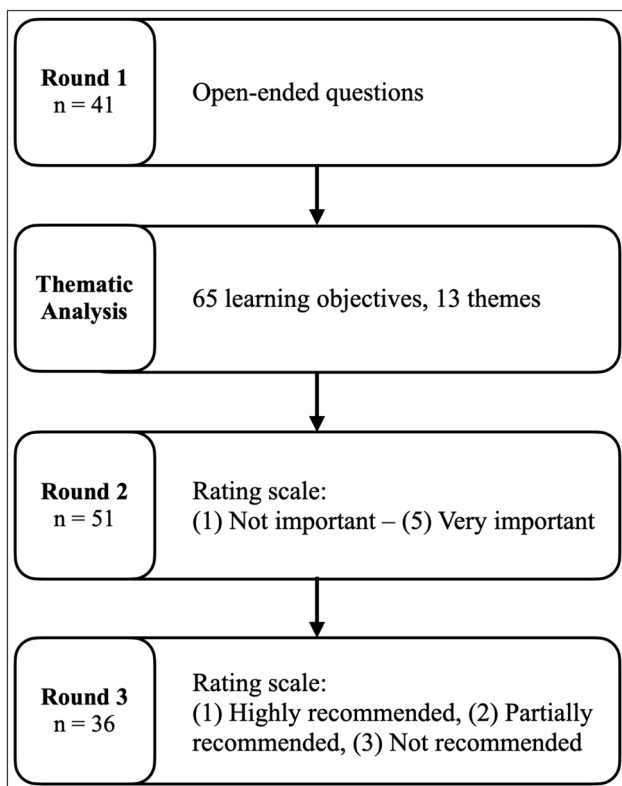 Round 1
n = 41
Open-ended questions
Thematic
Analysis
65 learning objectives, 13 themes
Round 2
n = 51
Rating scale:
(1) Not important – (5) Very important
Round 3
n = 36
Rating scale:
(1) Highly recommended, (2) Partially
recommended, (3) Not recommended